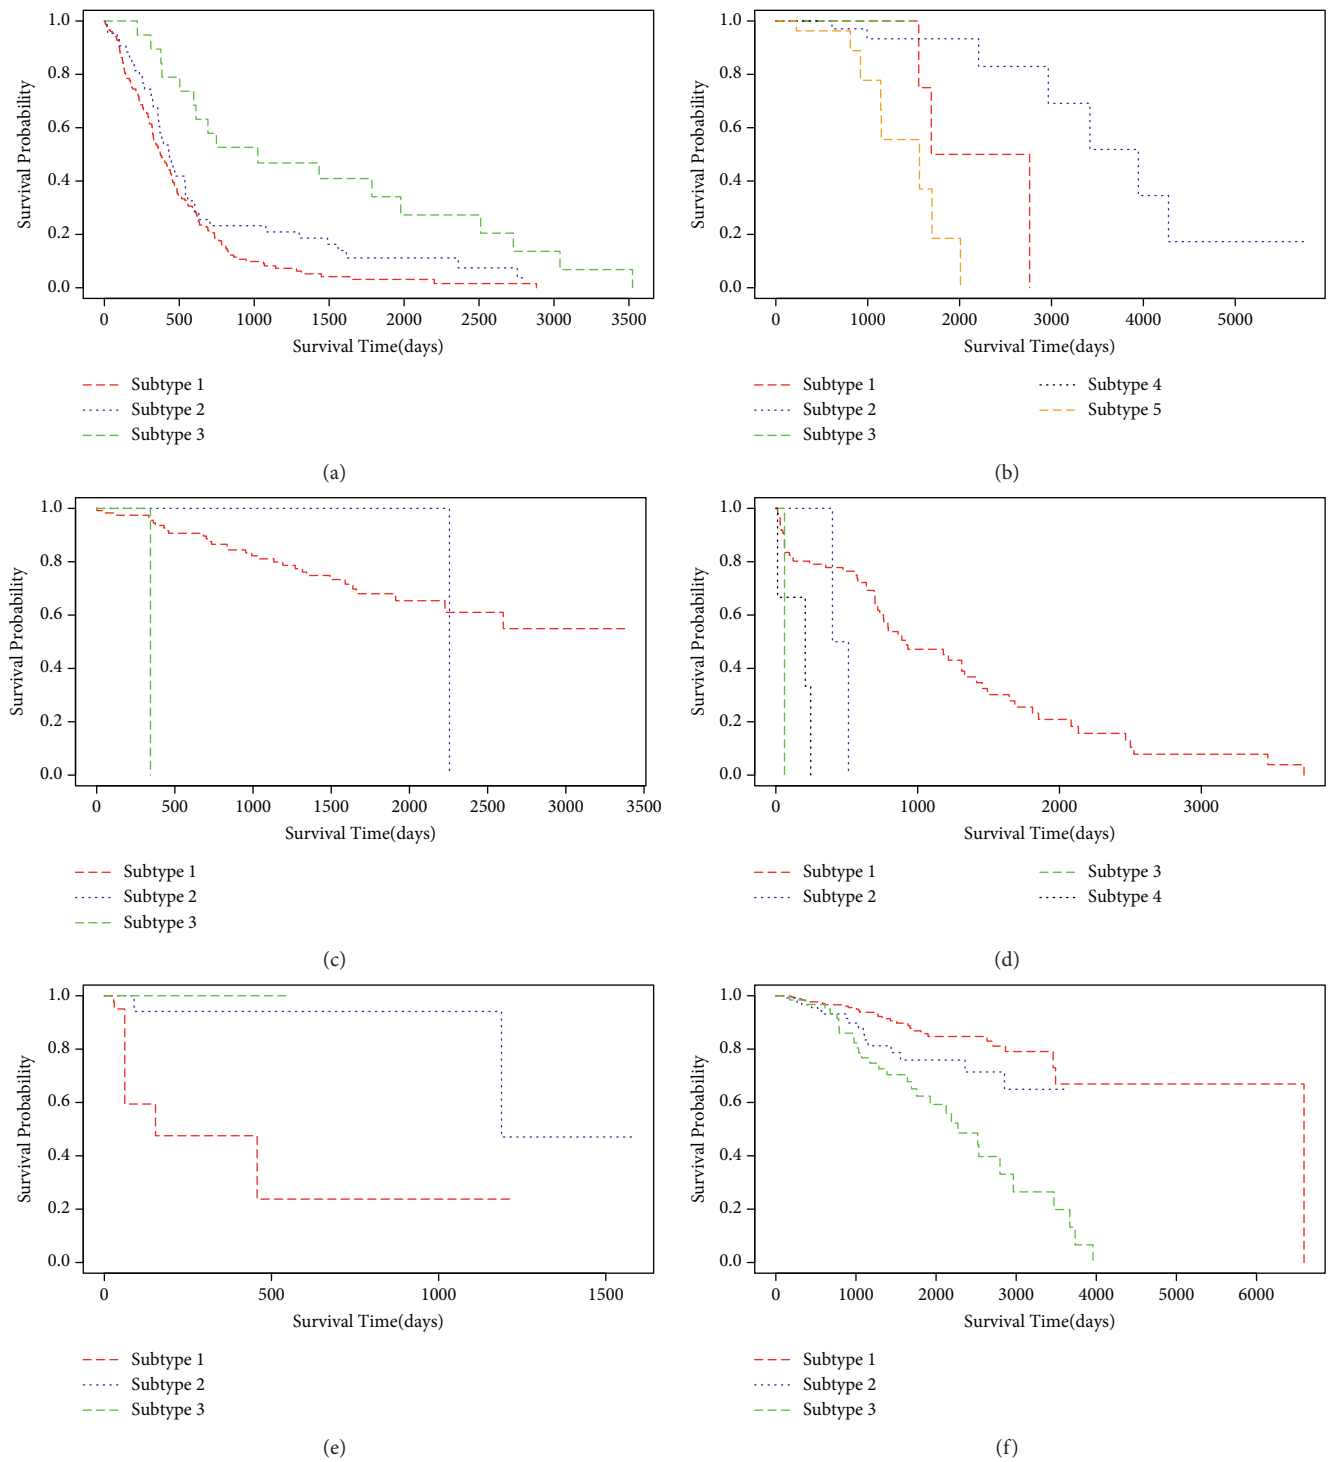 1.0
0.8
0.6
0.4
0.2
0.0
Survival Probability
0 500 1000 1500 2000 2500 3000 3500
Survival Time(days)
Subtype 1
Subtype 2
Subtype 3
(a)
1.0
0.8
0.6
0.4
0.2
0.0
Survival Probability
0 1000 2000 3000 4000 5000
Survival Time(days)
Subtype 1 Subtype 4
Subtype 2 Subtype 5
Subtype 3
(b)
1.0
0.8
0.6
0.4
0.2
0.0
Survival Probability
0 500 1000 1500 2000 2500 3000 3500
Survival Time(days)
Subtype 1
Subtype 2
Subtype 3
(c)
1.0
0.8
0.6
0.4
0.2
0.0
Survival Probability
0 1000 2000 3000
Survival Time(days)
Subtype 1 Subtype 3
Subtype 2 Subtype 4
(d)
1.0
0.8
0.6
0.4
0.2
0.0
Survival Probability
0 500 1000 1500
Survival Time(days)
Subtype 1
Subtype 2
Subtype 3
(e)
1.0
0.8
0.6
0.4
0.2
0.0
Survival Probability
0 1000 2000 3000 4000 5000 6000
Survival Time(days)
Subtype 1
Subtype 2
Subtype 3
(f)